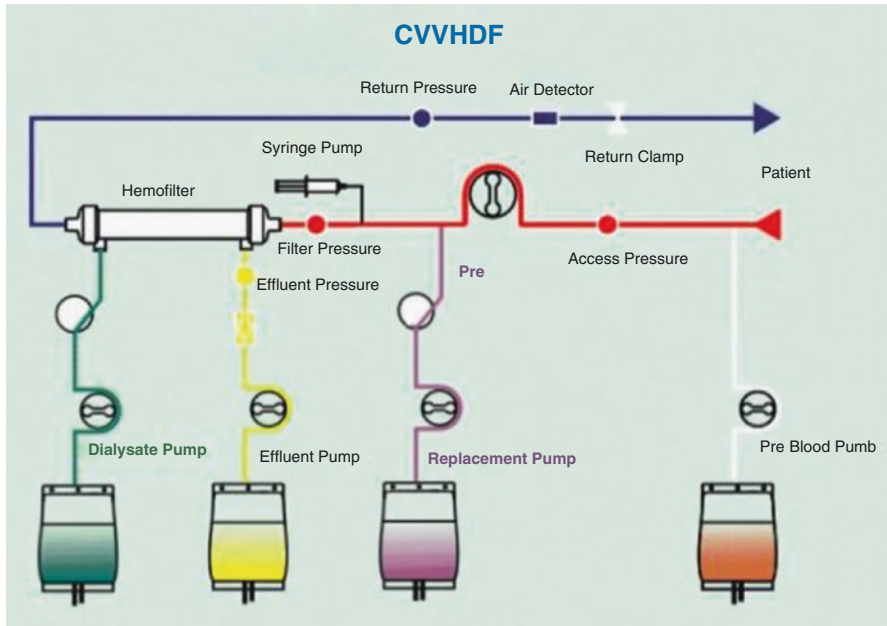 CVVHDF
Return Pressure
Air Detector
Syringe Pump
Return Clamp
Patient
Hemofilter
Filter Pressure
Access Pressure
Pre
Effluent Pressure
Dialysate Pump
Effluent Pump
Replacement Pump
Pre Blood Pumb